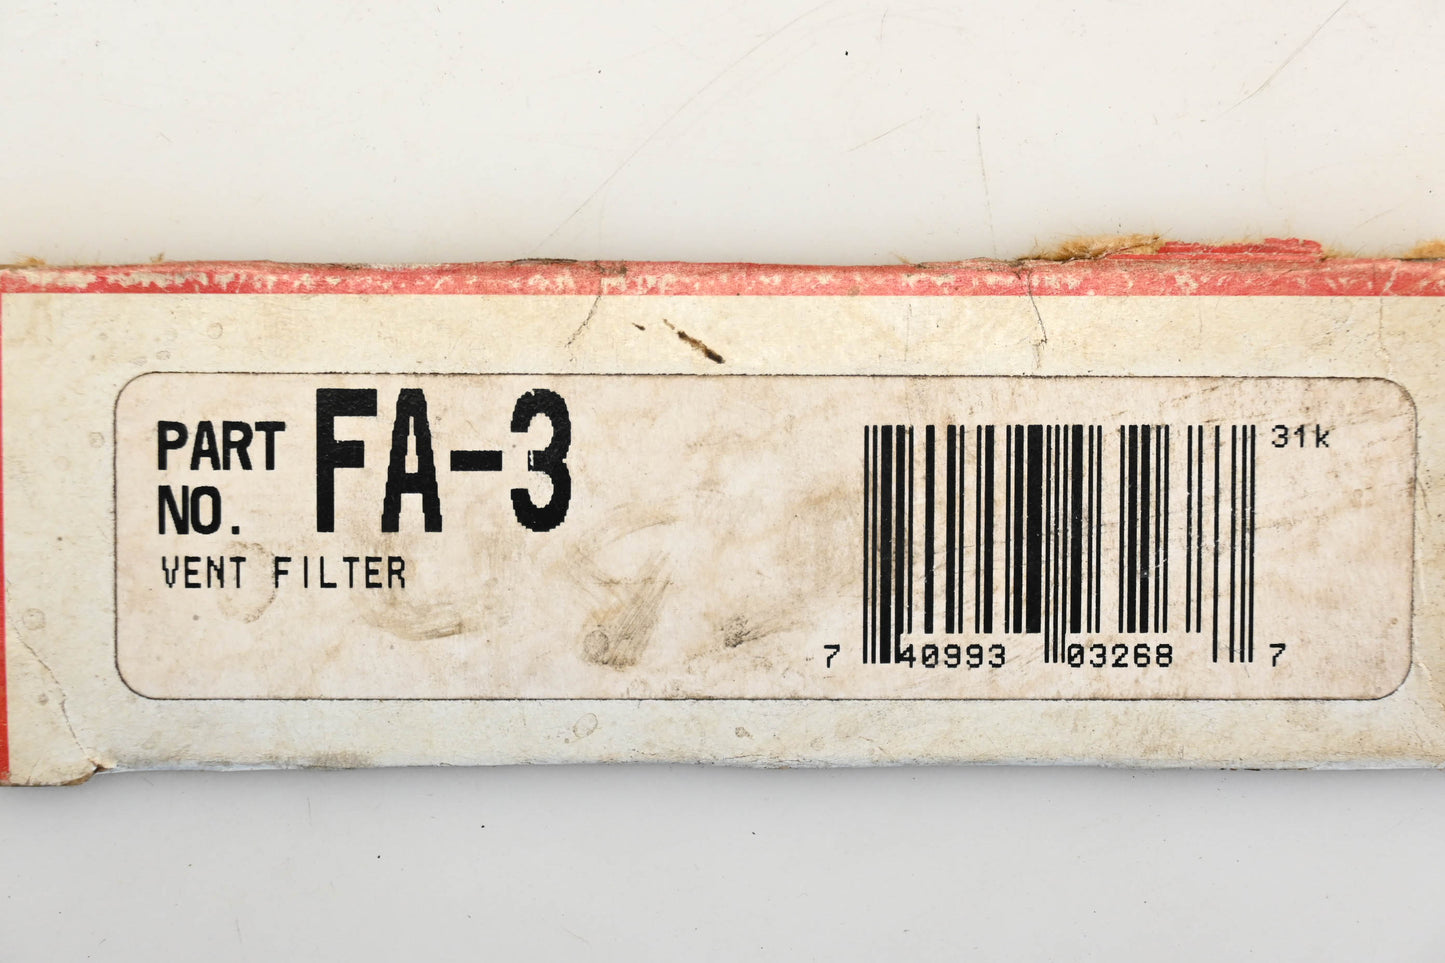 PART NO. FA-3
VENT FILTER
31k
7 40993 03268 7